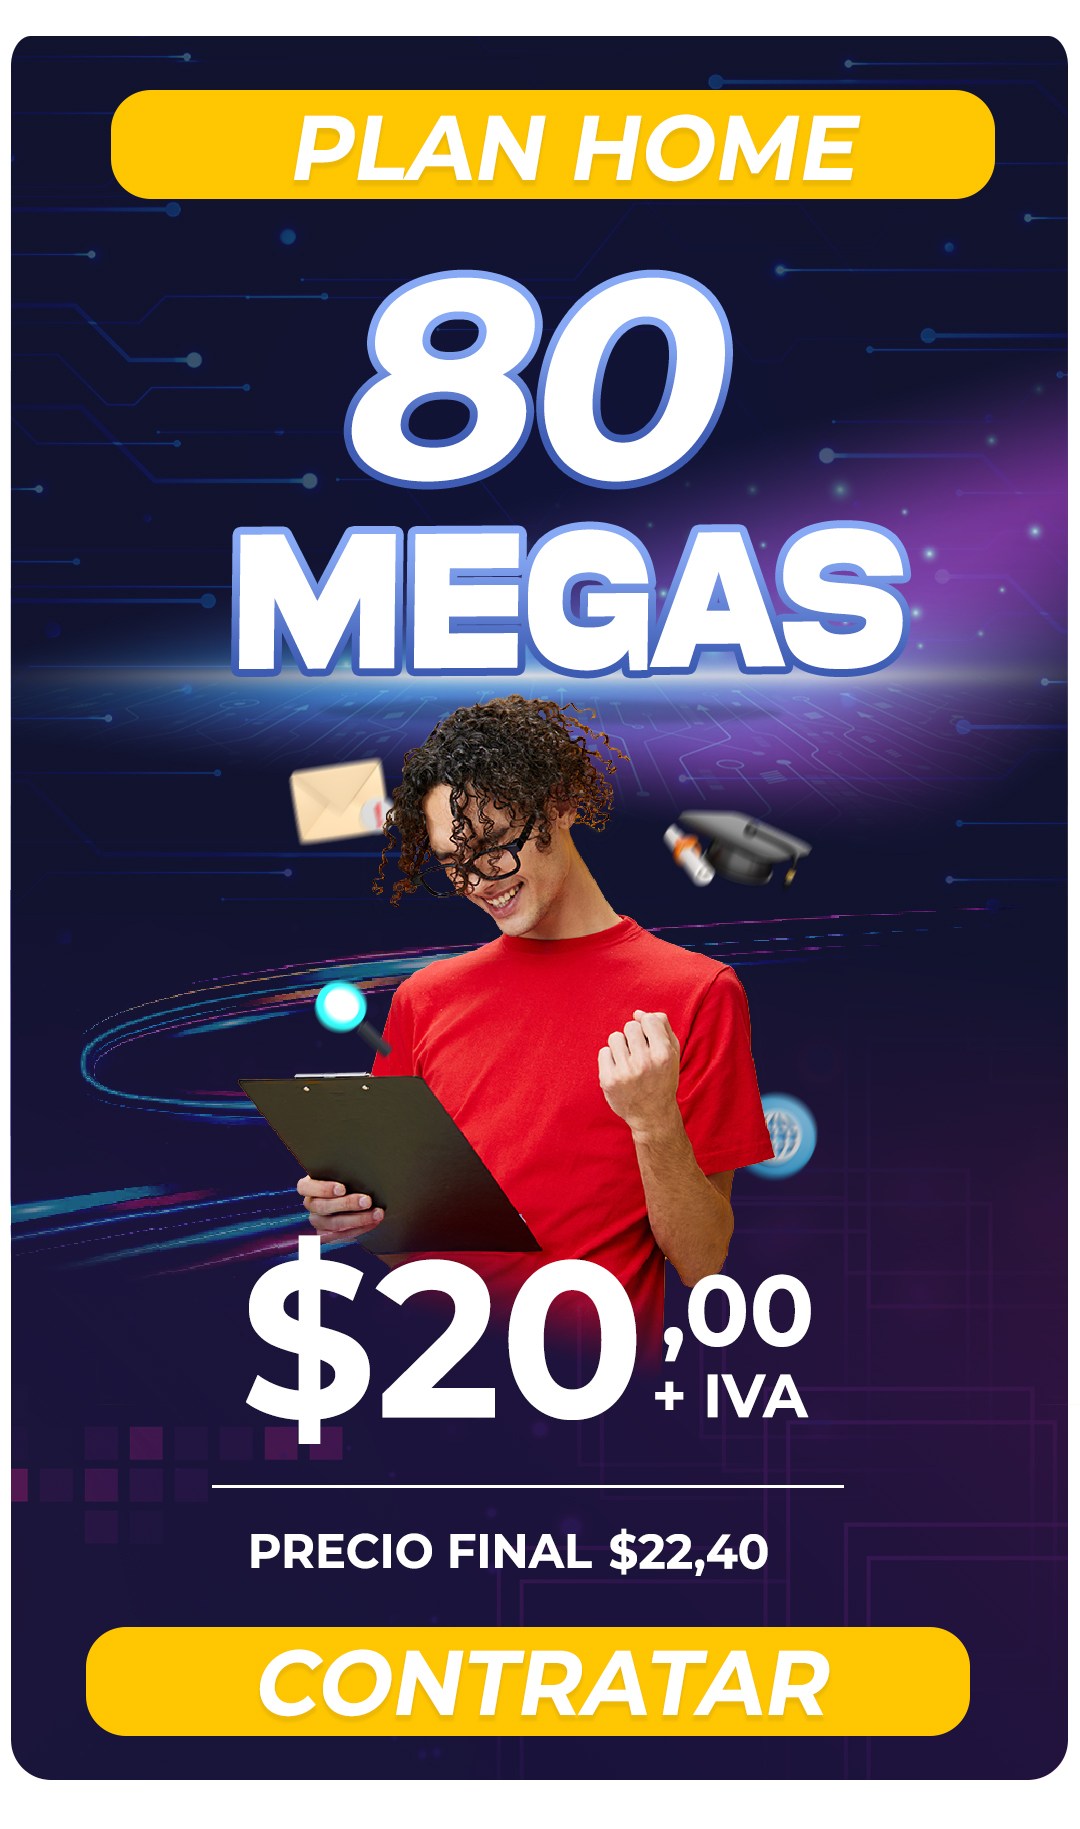 PLAN HOME
80
MEGAS
$20,00
+ IVA
PRECIO FINAL $22,40
CONTRATAR